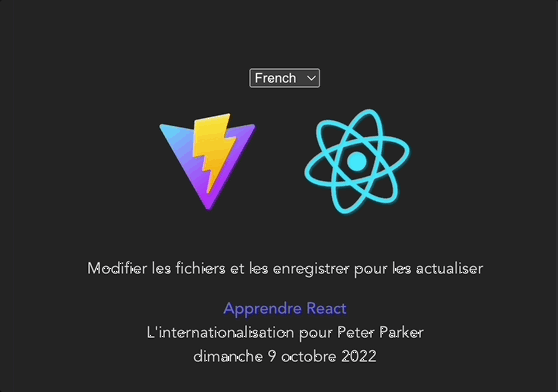 French
Modifier les fichiers et les enregistrer pour les actualiser
Apprendre React
L'internationalisation pour Peter Parker
dimanche 9 octobre 2022